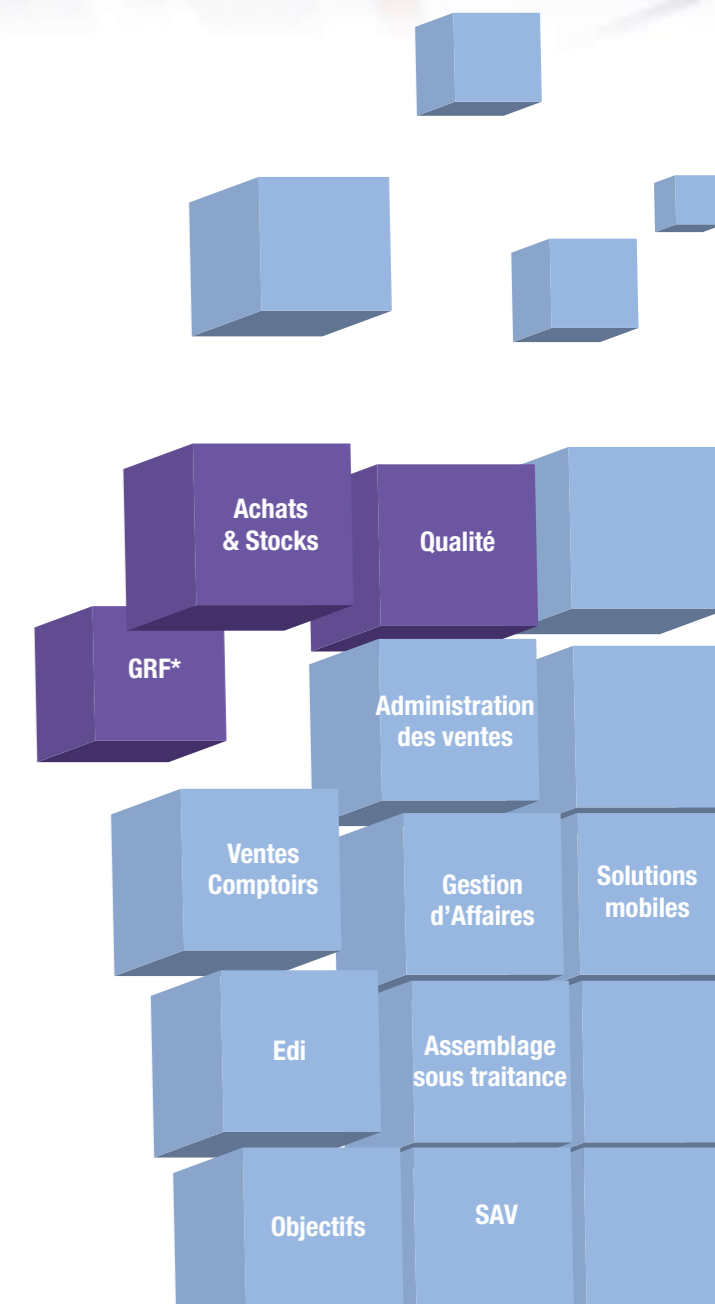 Achats
& Stocks
Qualité
GRF*
Administration
des ventes
Ventes
Comptoirs
Gestion
d’Affaires
Solutions
mobiles
Edi
Assemblage
sous traitance
Objectifs
SAV